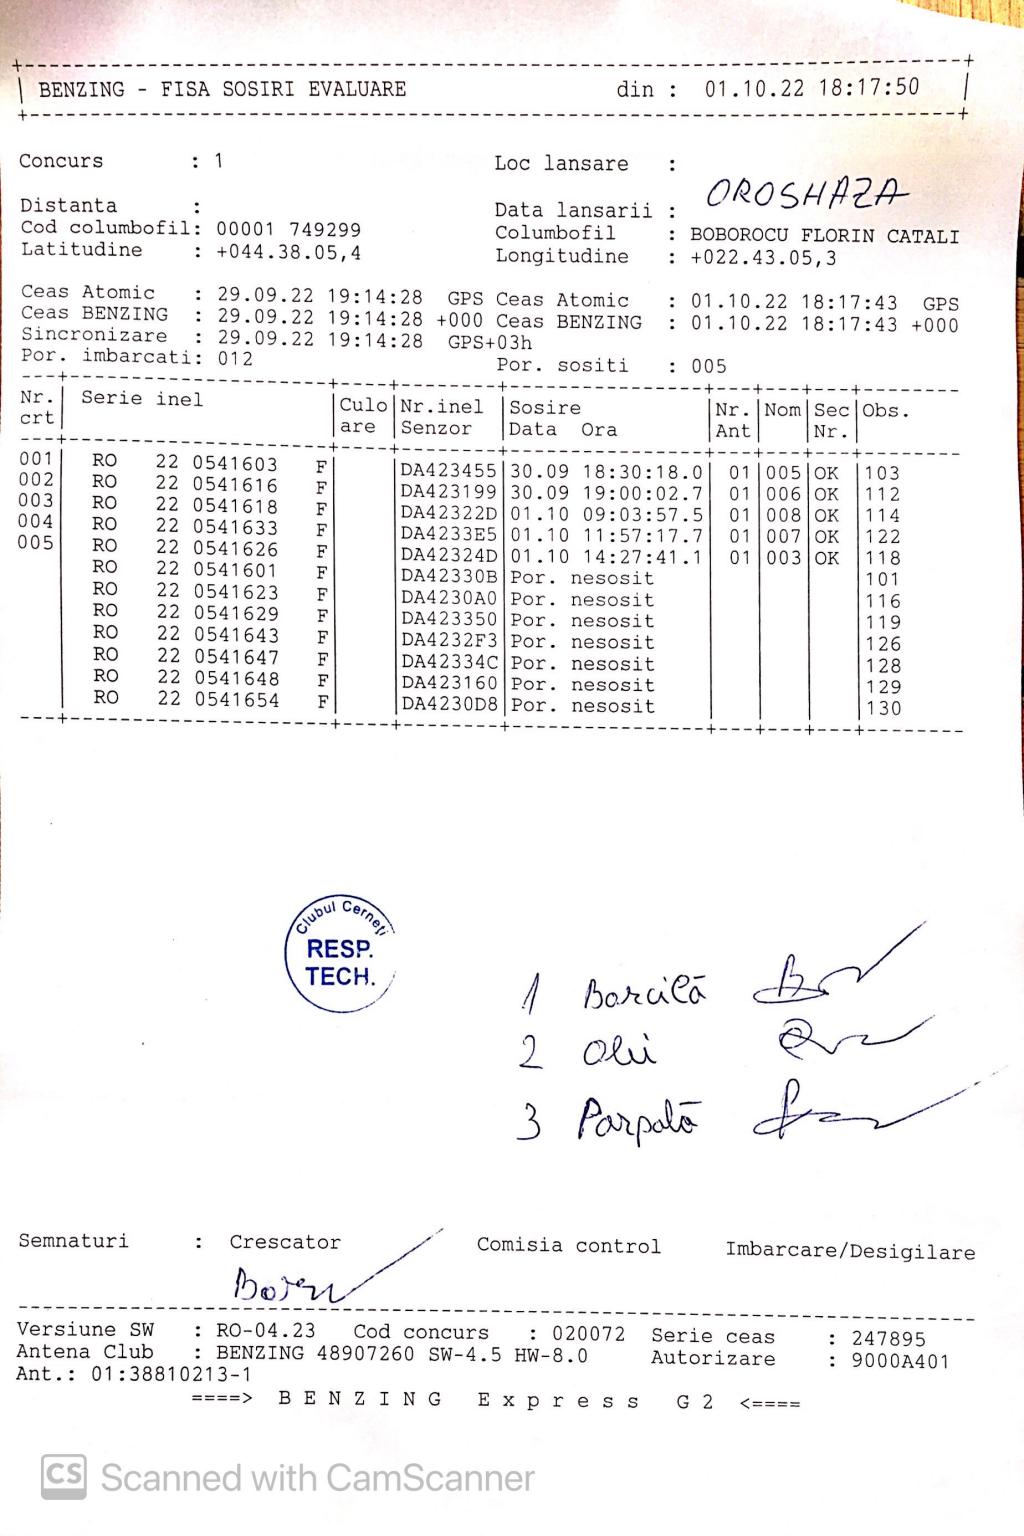 BENZING - FISA SOSIRI EVALUARE din : 01.10.22 18:17:50
Concurs : 1 Loc lansare : OROSHAZA
Distanta : Data lansarii :
Cod columbofil: 00001 749299 Columbofil : BOBOROCU FLORIN CATALI
Latitudine : +044.38.05,4 Longitudine : +022.43.05,3
Ceas Atomic : 29.09.22 19:14:28 GPS Ceas Atomic : 01.10.22 18:17:43 GPS
Ceas BENZING : 29.09.22 19:14:28 +000 Ceas BENZING : 01.10.22 18:17:43 +000
Sincronizare : 29.09.22 19:14:28 GPS+03h
Por. imbarcati: 012 Por. sositi : 005
Nr. Serie inel Culo Nr.inel Sosire Nr. Nom Sec Obs.
crt are Senzor Data Ora Ant Nr.
001 RO 22 0541603 F DA423455 30.09 18:30:18.0 01 005 OK 103
002 RO 22 0541616 F DA423199 30.09 19:00:02.7 01 006 OK 112
003 RO 22 0541618 F DA42322D 01.10 09:03:57.5 01 008 OK 114
004 RO 22 0541633 F DA4233E5 01.10 11:57:17.7 01 007 OK 122
005 RO 22 0541626 F DA42324D 01.10 14:27:41.1 01 003 OK 118
RO 22 0541601 F DA42330B Por. nesosit 101
RO 22 0541623 F DA4230A0 Por. nesosit 116
RO 22 0541629 F DA423350 Por. nesosit 119
RO 22 0541643 F DA4232F3 Por. nesosit 126
RO 22 0541647 F DA42334C Por. nesosit 128
RO 22 0541648 F DA423160 Por. nesosit 129
RO 22 0541654 F DA4230D8 Por. nesosit 130
Clubul Cerneți
RESP.
TECH.
1 Barcilă
2
3 Parpală
Semnaturi : Crescator Comisia control Imbarcare/Desigilare
Versiune SW : RO-04.23 Cod concurs : 020072 Serie ceas : 247895
Antena Club : BENZING 48907260 SW-4.5 HW-8.0 Autorizare : 9000A401
Ant.: 01:38810213-1
====> B E N Z I N G E x p r e s s G 2 <====
CS Scanned with CamScanner